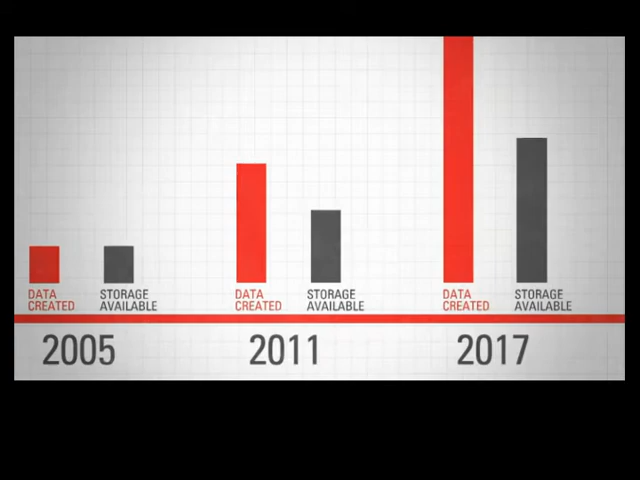 DATA
CREATED
STORAGE
AVAILABLE
DATA
CREATED
STORAGE
AVAILABLE
DATA
CREATED
STORAGE
AVAILABLE
2005
2011
2017